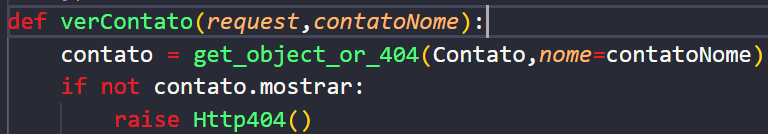 def verContato(request,contatoNome):
    contato = get_object_or_404(Contato,nome=contatoNome)
    if not contato.mostrar:
        raise Http404()